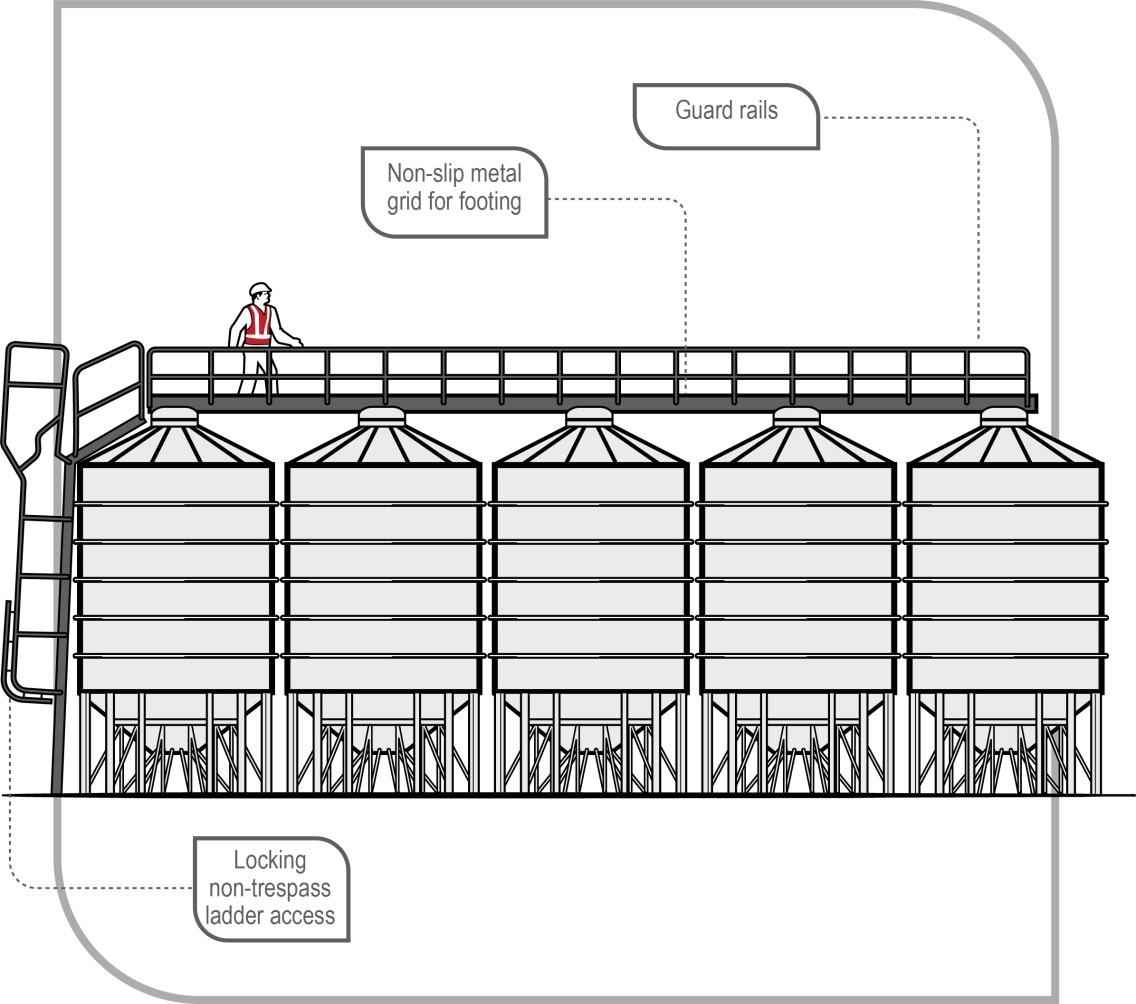 Guard rails
Non-slip metal
grid for footing
Locking
non-trespass
ladder access